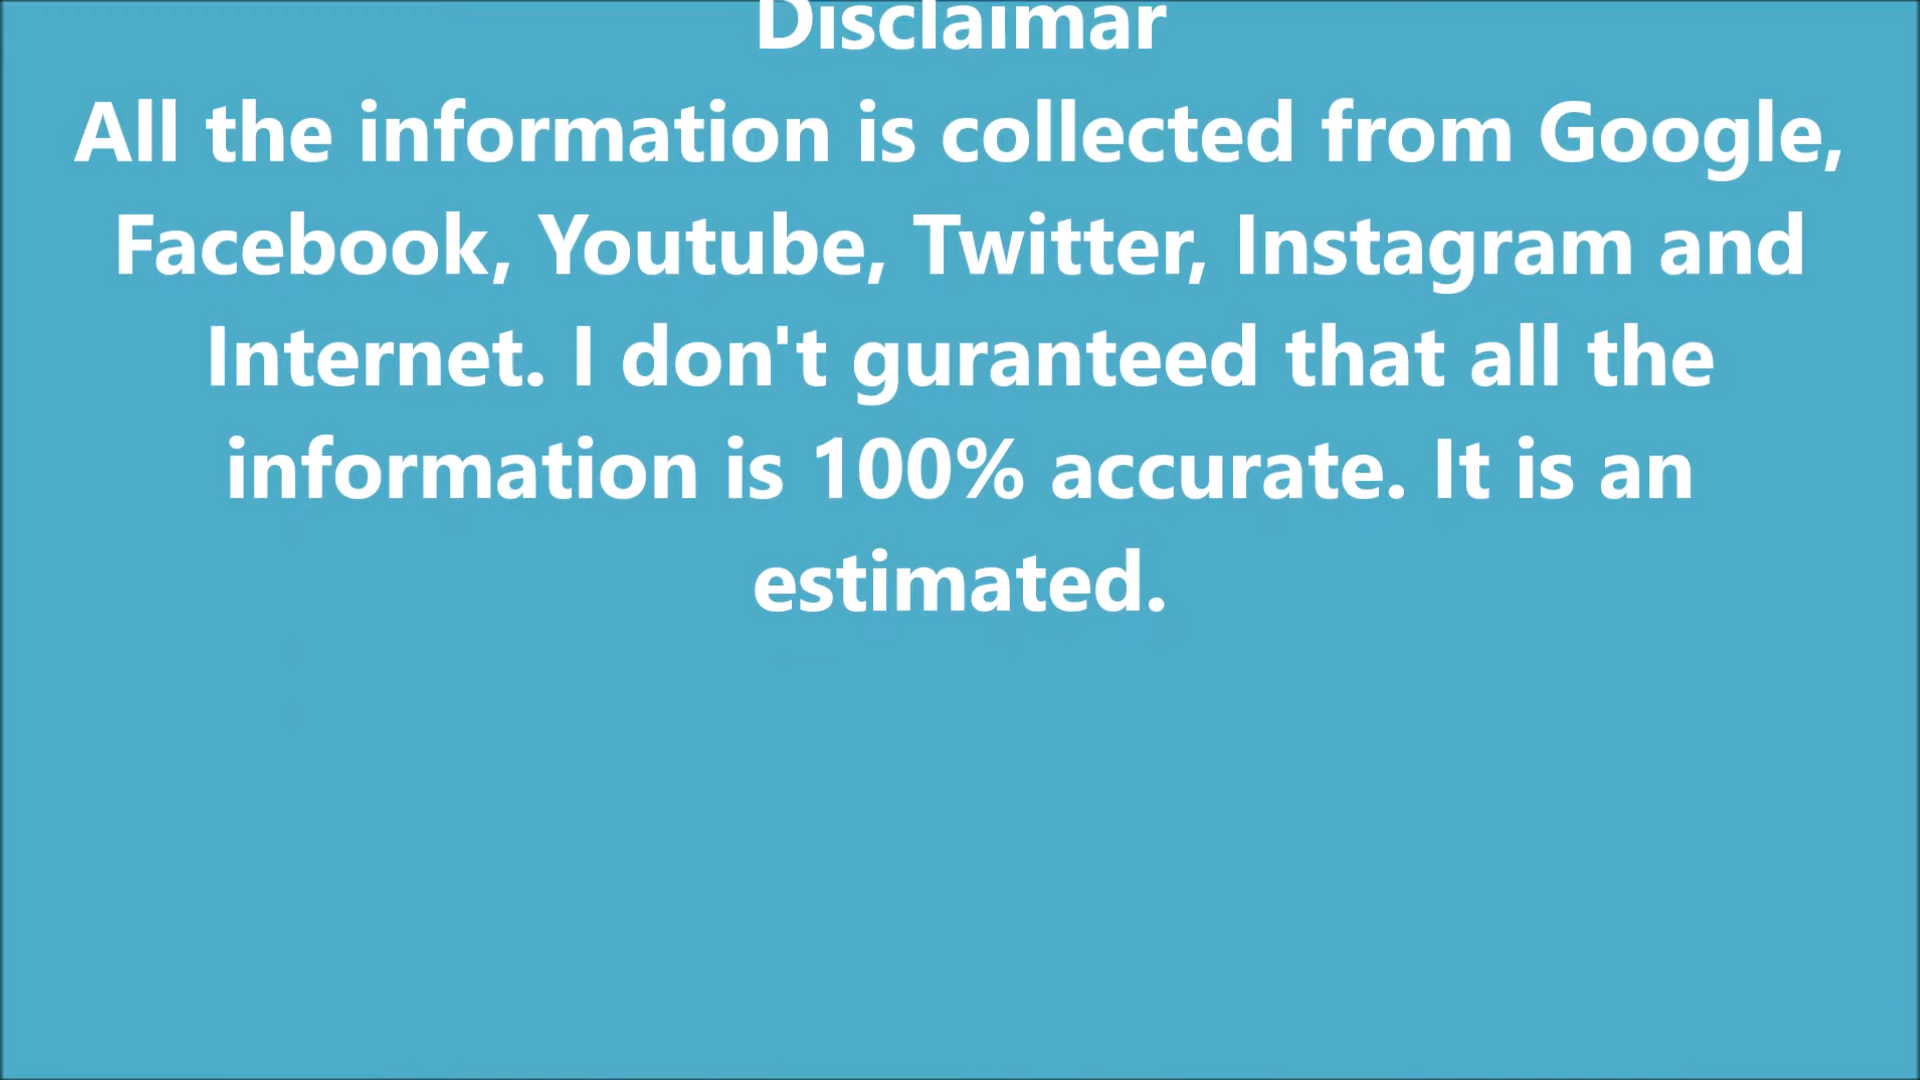 Disclaimar
All the information is collected from Google,
Facebook, Youtube, Twitter, Instagram and
Internet. I don't guranteed that all the
information is 100% accurate. It is an
estimated.